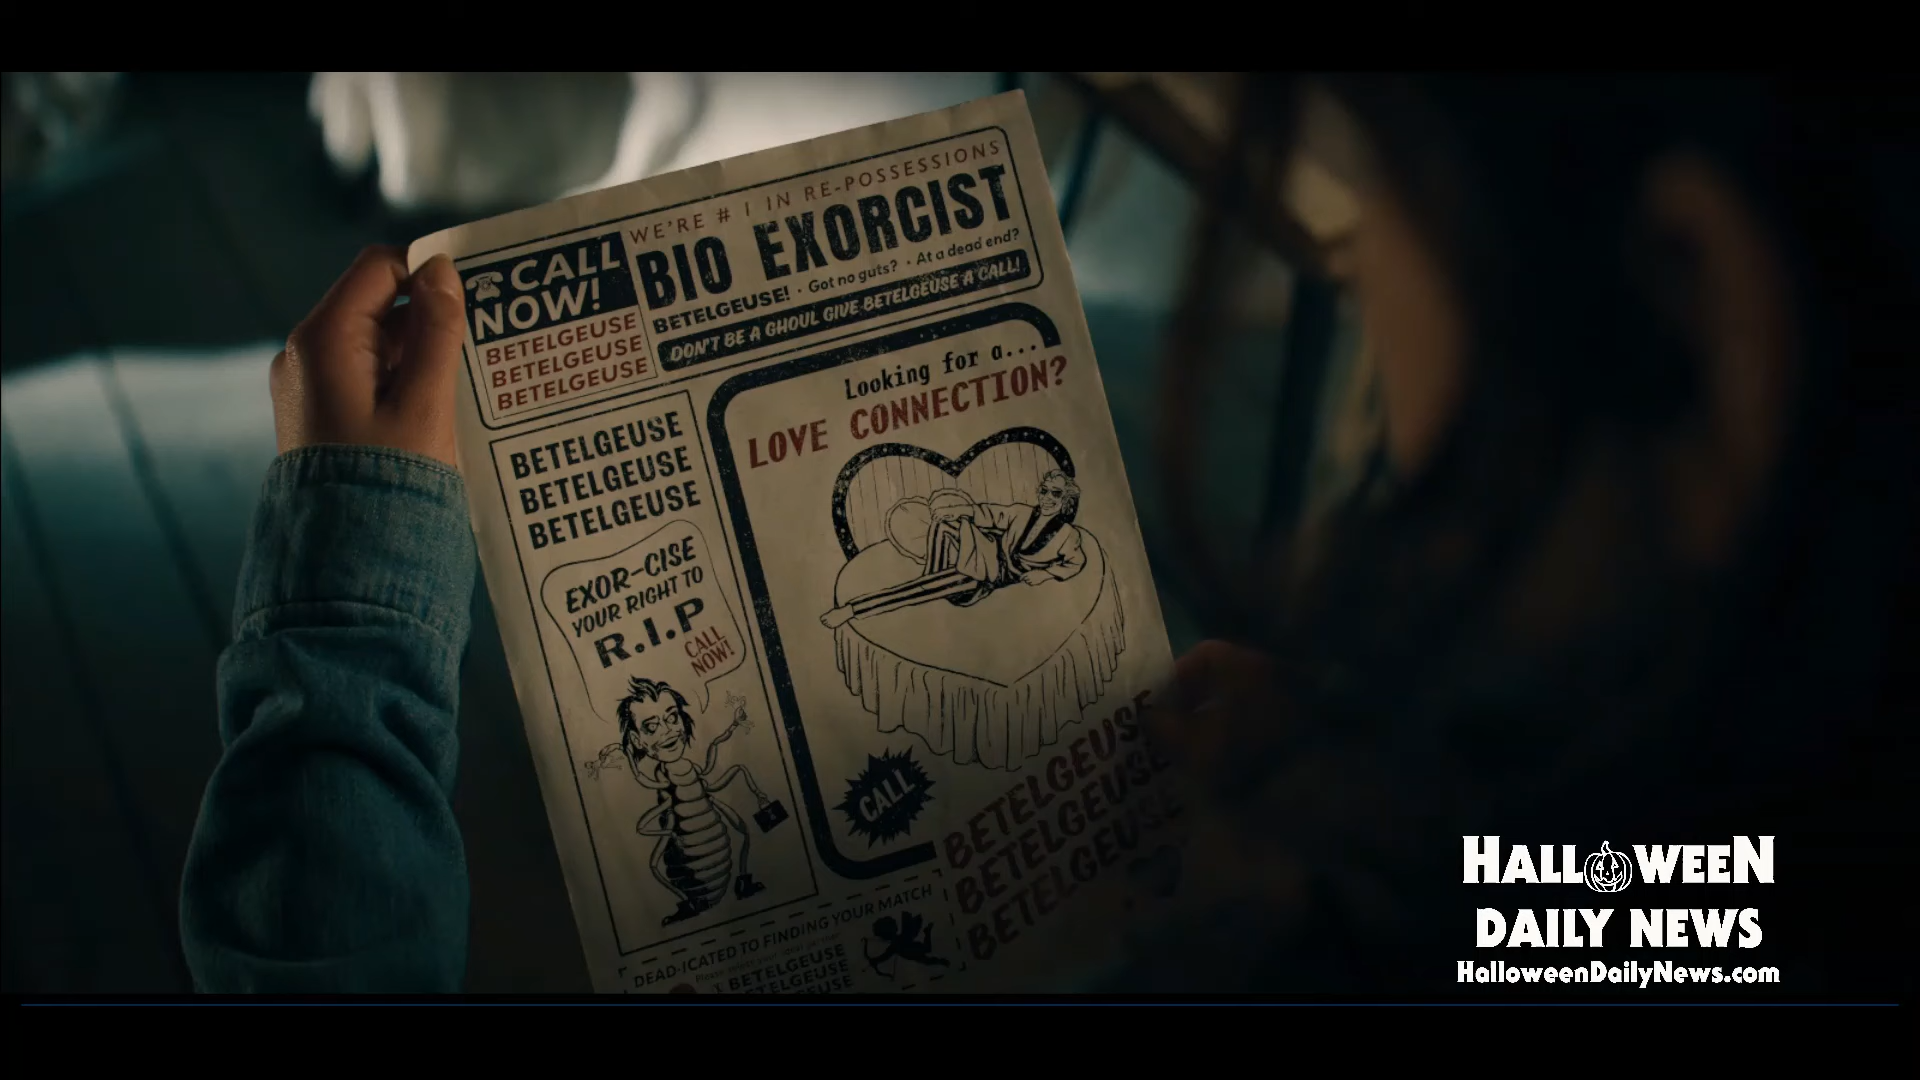 WE'RE # 1 IN RE-POSSESSIONS
BIO EXORCIST
BETELGEUSE! · Got no guts? · At a dead end?
DON'T BE A GHOUL GIVE BETELGEUSE A CALL!
CALL
NOW!
BETELGEUSE
BETELGEUSE
BETELGEUSE
BETELGEUSE
BETELGEUSE
BETELGEUSE
EXOR-CISE
YOUR RIGHT TO
R.I.P
CALL
NOW!
Looking for a...
LOVE CONNECTION?
CALL
BETELGEUSE
BETELGEUSE
BETELGEUSE
DEAD-ICATED TO FINDING YOUR MATCH
BETELGEUSE
BETELGEUSE
HALLOWEEN
DAILY NEWS
HalloweenDailyNews.com